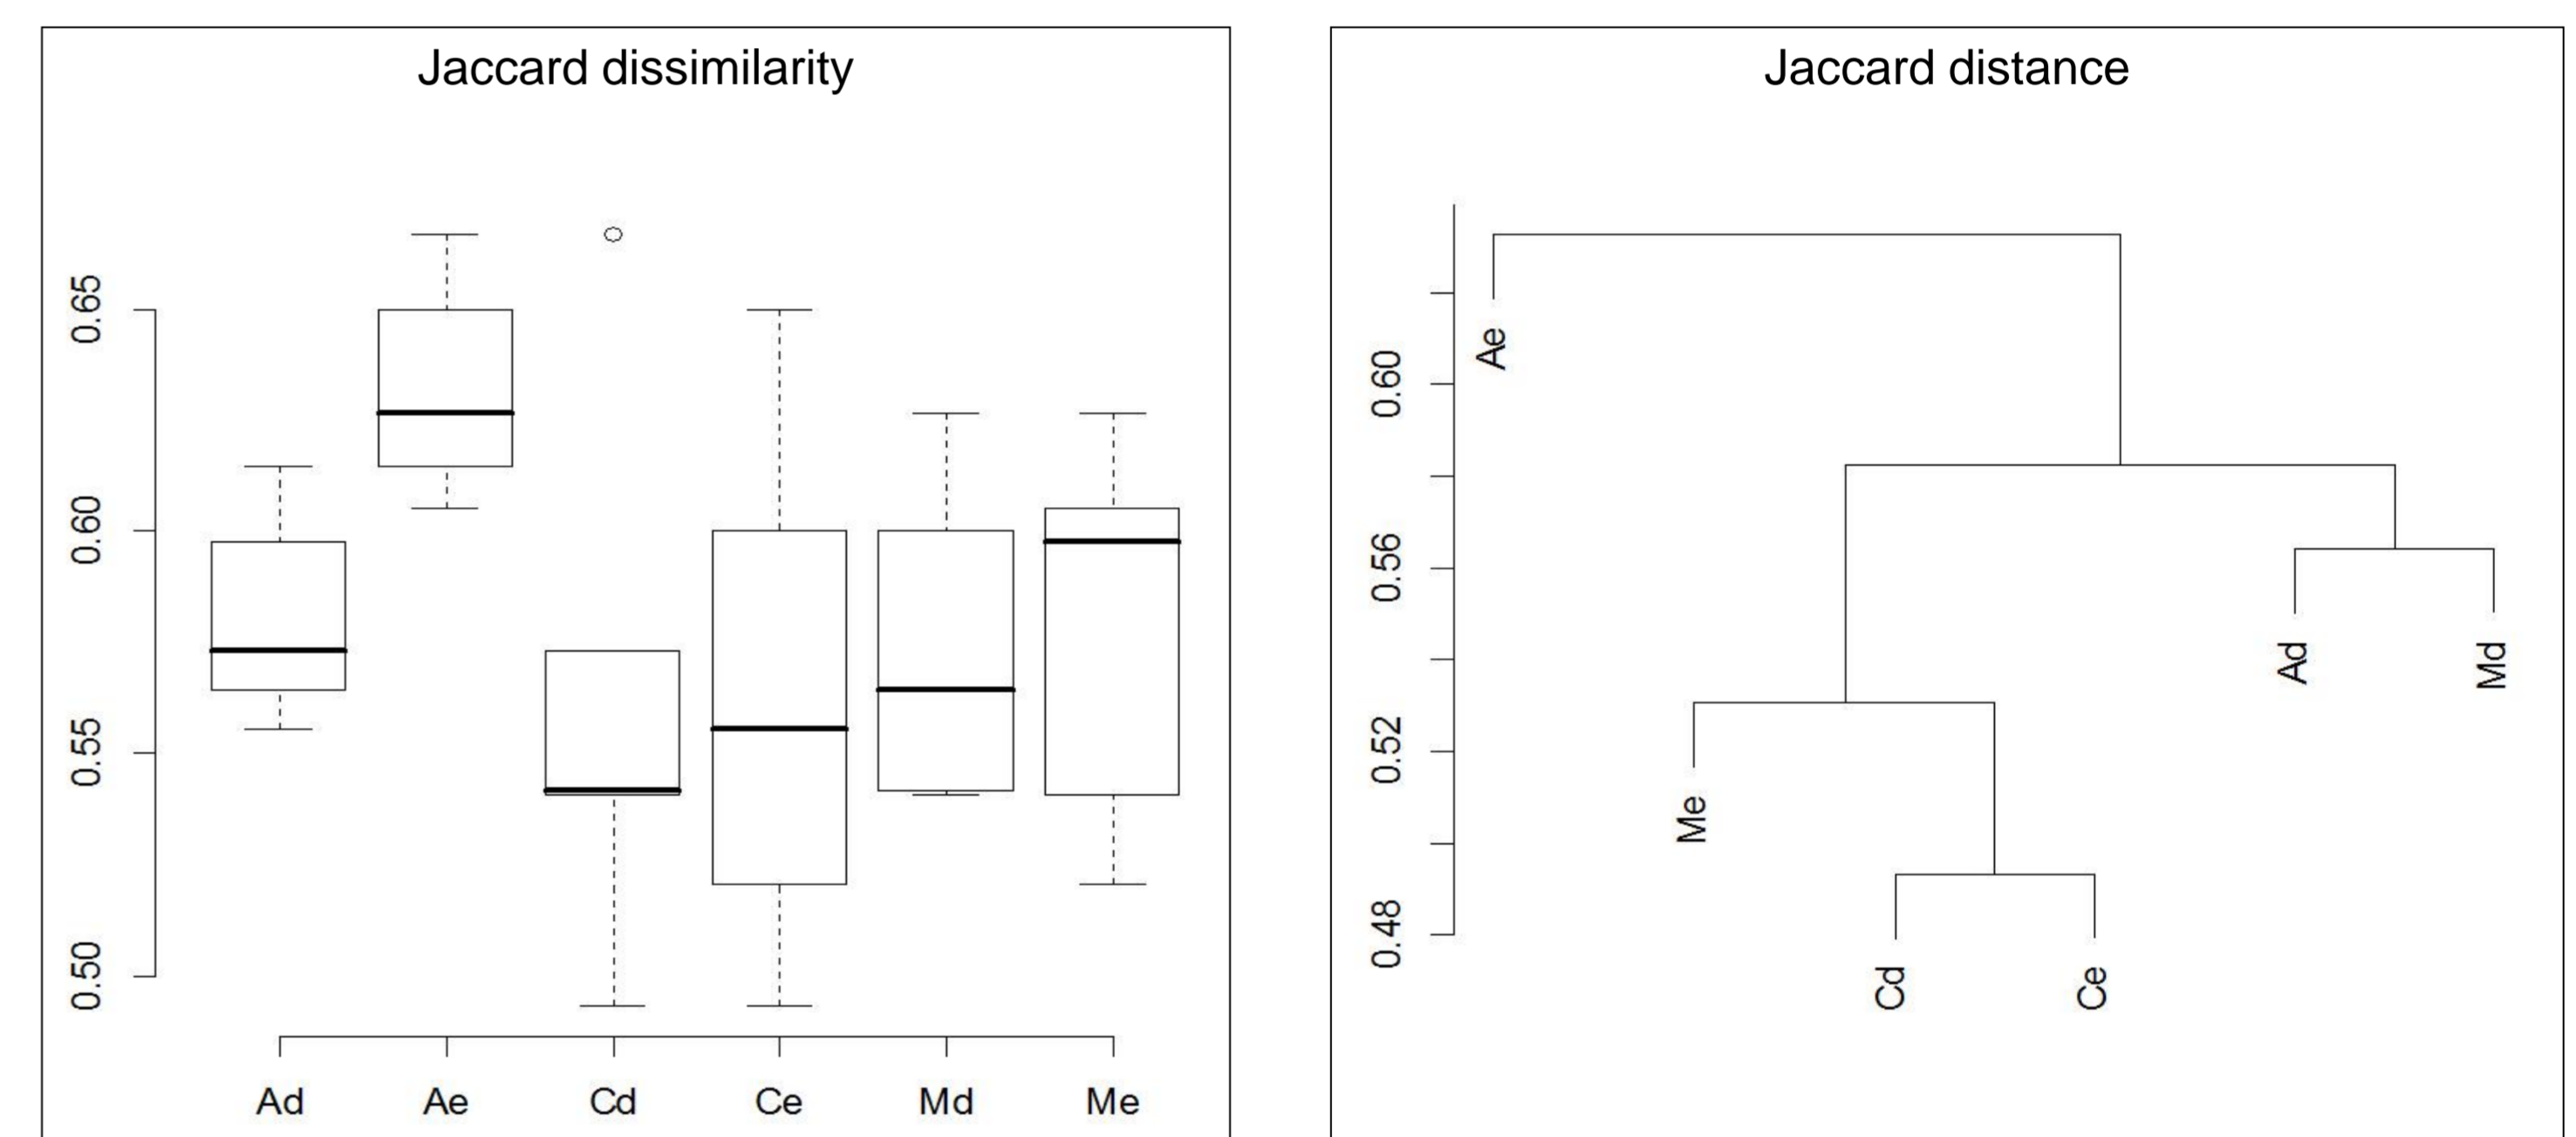 Jaccard dissimilarity
0.65
0.60
0.55
0.50
Ad Ae Cd Ce Md Me
Jaccard distance
0.60
0.56
0.52
0.48
Ae
Me
Cd
Ce
Ad
Md